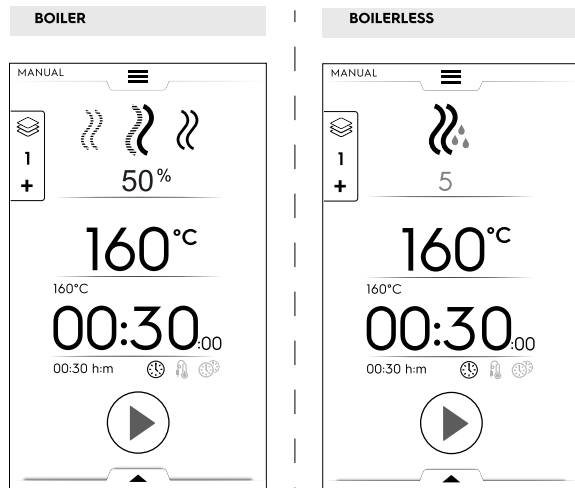 BOILER
MANUAL
1
+
50%
160°C
160°C
00:30:00
00:30 h:m
BOILERLESS
MANUAL
1
+
5
160°C
160°C
00:30:00
00:30 h:m